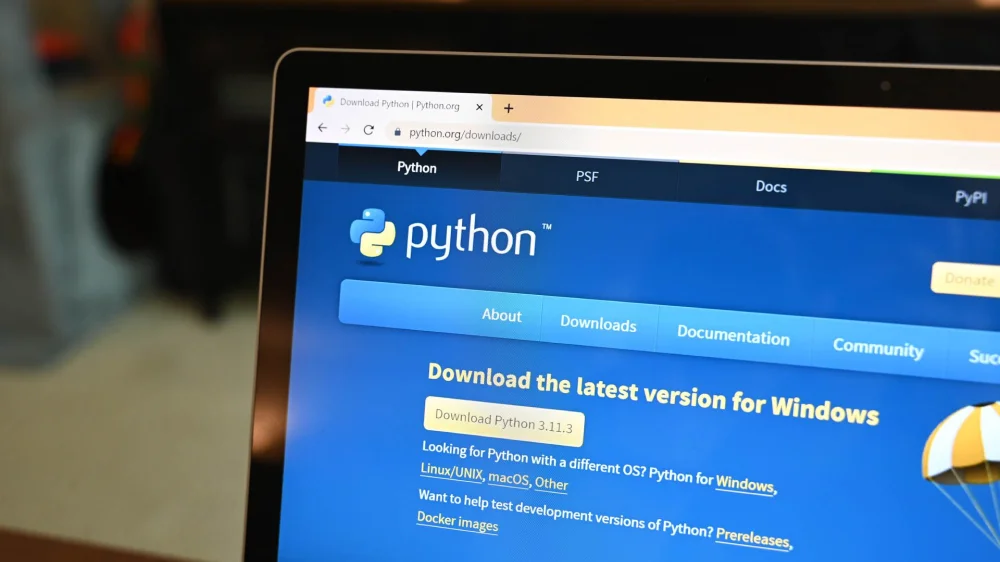 Download Python | Python.org
python.org/downloads/
Python PSF Docs PyPI
python™
Donate
About Downloads Documentation Community Suc
Download the latest version for Windows
Download Python 3.11.3
Looking for Python with a different OS? Python for Windows,
Linux/UNIX, macOS, Other
Want to help test development versions of Python? Prereleases,
Docker images